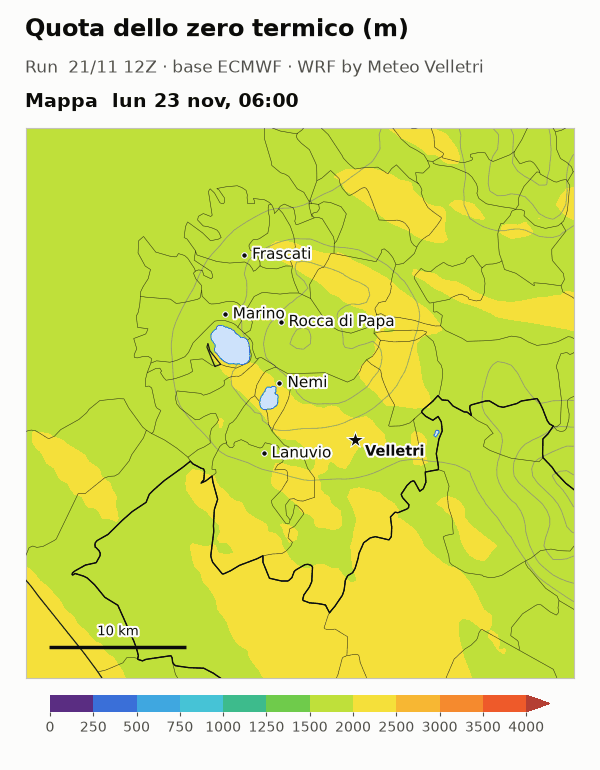 Quota dello zero termico (m)
Run 21/11 12Z · base ECMWF · WRF by Meteo Velletri
Mappa lun 23 nov, 06:00
Frascati
Marino
Rocca di Papa
Nemi
Velletri
Lanuvio
10 km
0 250 500 750 1000 1250 1500 2000 2500 3000 3500 4000